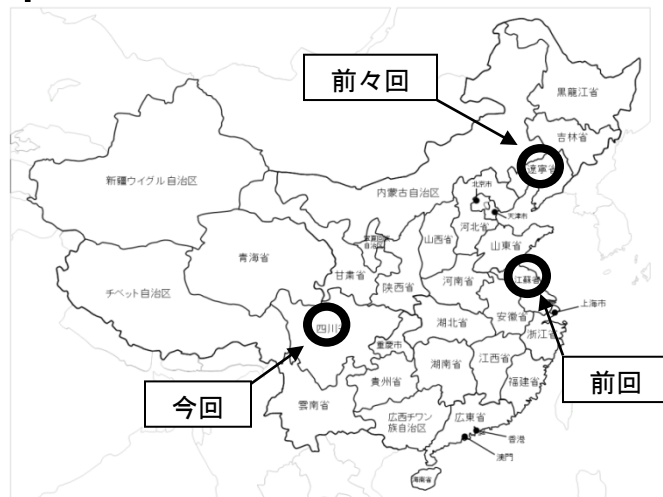 前々回
黒龍江省
吉林省
遼寧省
新疆ウイグル自治区
内蒙古自治区
北京市
天津市
河北省
山西省
山東省
青海省
甘粛省
陝西省
河南省
江蘇省
チベット自治区
上海市
安徽省
浙江省
四川省
湖北省
重慶市
湖南省
江西省
今回
貴州省
福建省
前回
雲南省
広西チワン
族自治区
広東省
香港
澳門
海南省